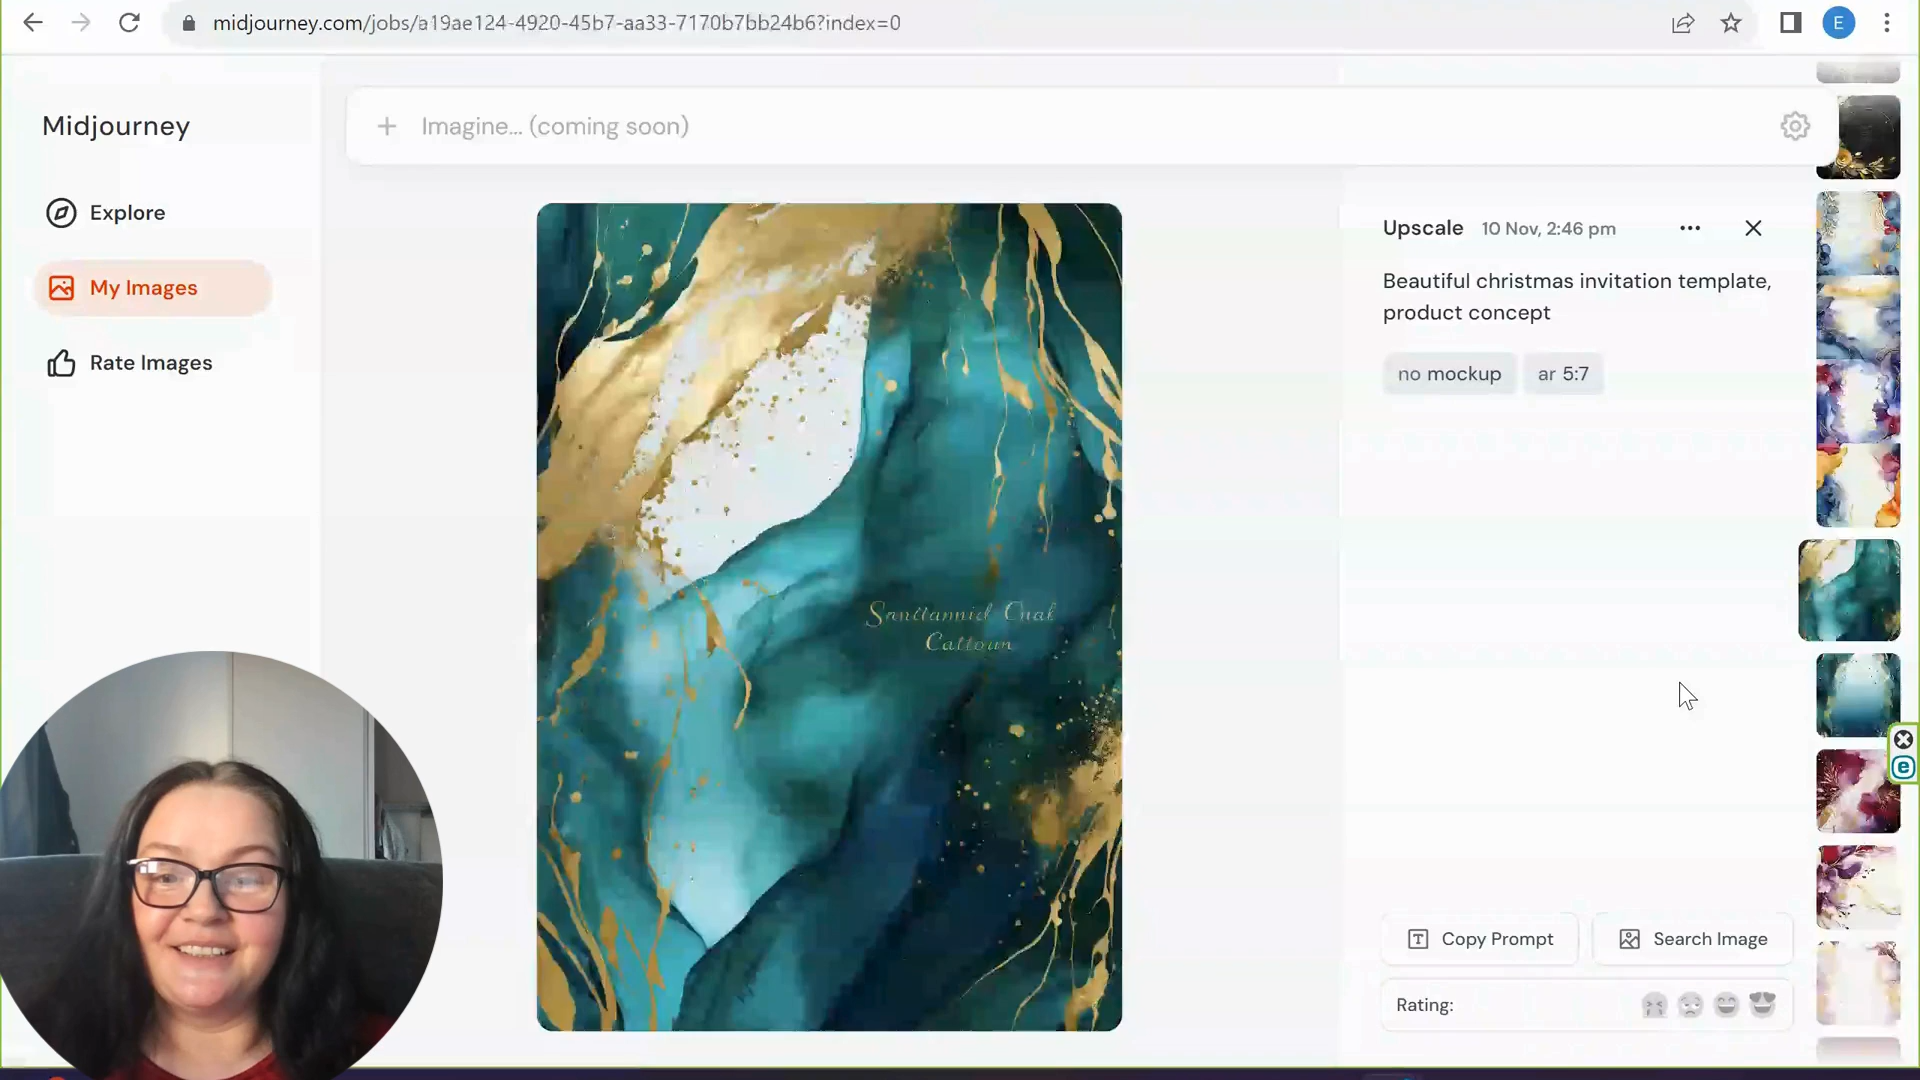 midjourney.com/jobs/a19ae124-4920-45b7-aa33-7170b7bb24b6?index=0
E
Midjourney
Imagine... (coming soon)
Explore
My Images
Rate Images
Upscale 10 Nov, 2:46 pm
Beautiful christmas invitation template,
product concept
no mockup ar 5:7
Copy Prompt Search Image
Rating: